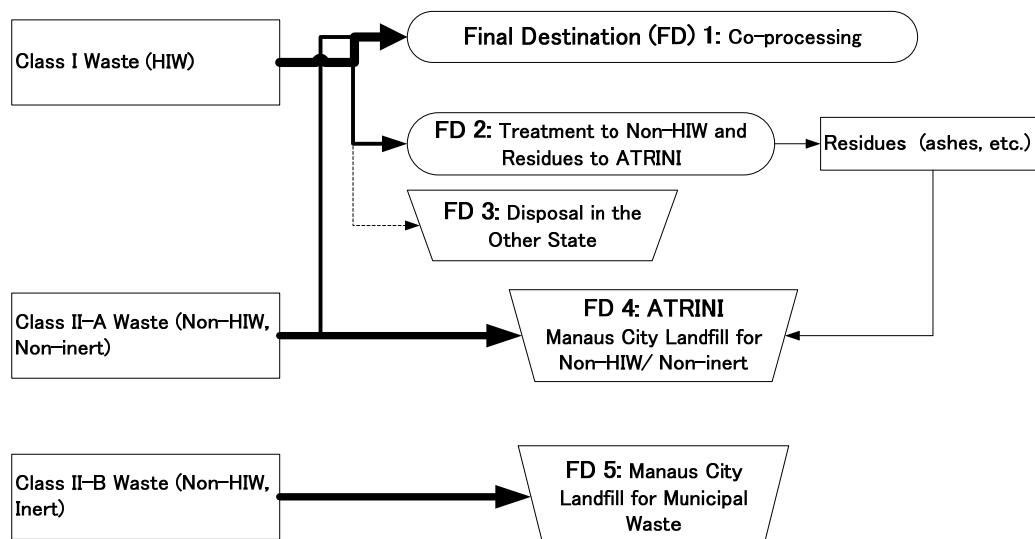 Class I Waste (HIW)
Final Destination (FD) 1: Co-processing
FD 2: Treatment to Non-HIW and
Residues to ATRINI
Residues (ashes, etc.)
FD 3: Disposal in the
Other State
Class II-A Waste (Non-HIW,
Non-inert)
FD 4: ATRINI
Manaus City Landfill for
Non-HIW/ Non-inert
Class II-B Waste (Non-HIW,
Inert)
FD 5: Manaus City
Landfill for Municipal
Waste